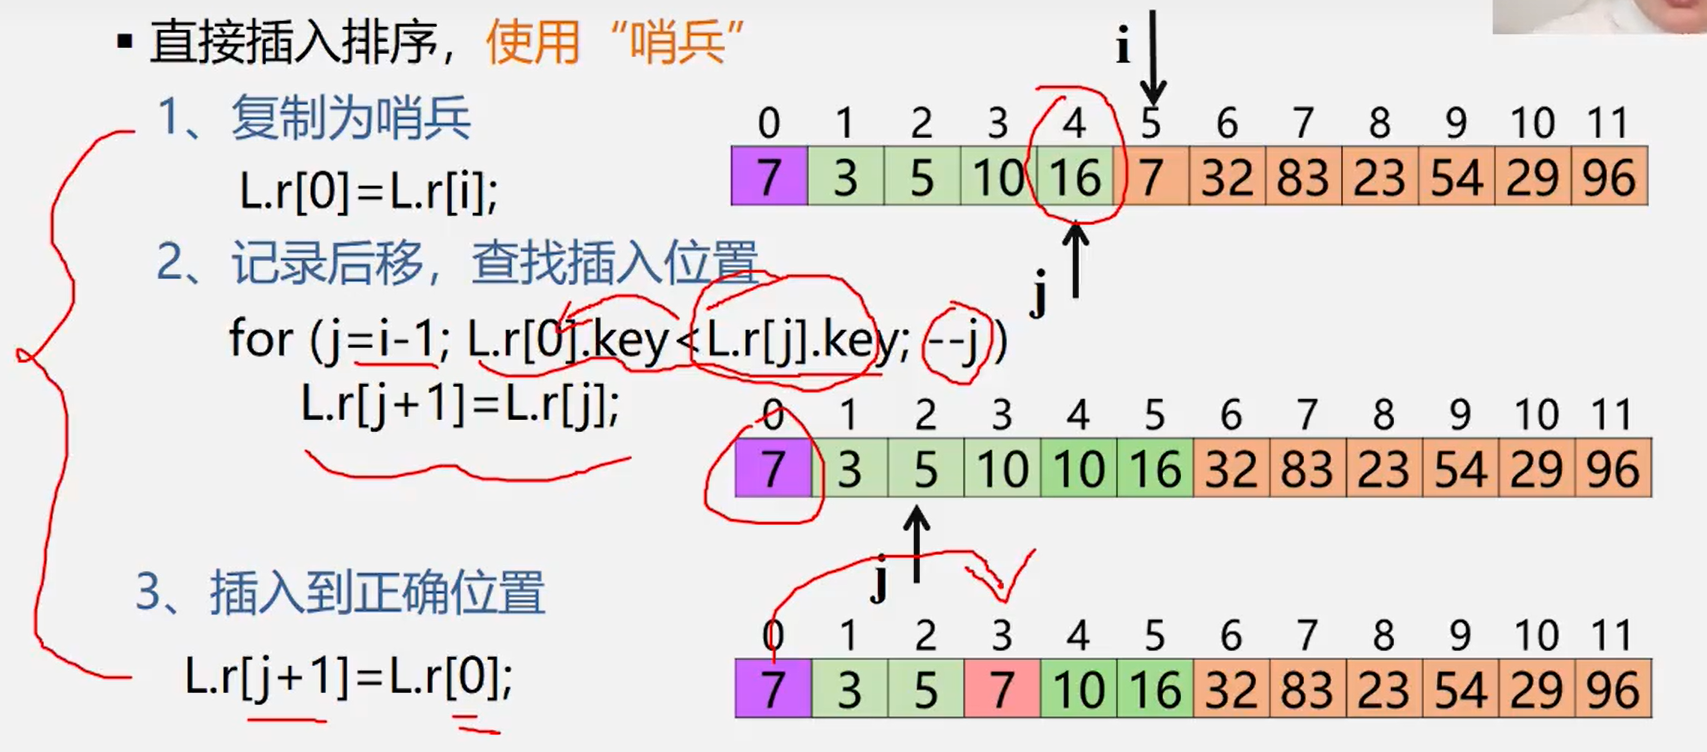 ▪ 直接插入排序，使用“哨兵”
1、复制为哨兵
L.r[0]=L.r[i];
i
0 1 2 3 4 5 6 7 8 9 10 11
7 3 5 10 16 7 32 83 23 54 29 96
j
2、记录后移，查找插入位置
for (j=i-1; L.r[0].key<L.r[j].key; --j)
L.r[j+1]=L.r[j];
0 1 2 3 4 5 6 7 8 9 10 11
7 3 5 10 10 16 32 83 23 54 29 96
j
3、插入到正确位置
L.r[j+1]=L.r[0];
0 1 2 3 4 5 6 7 8 9 10 11
7 3 5 7 10 16 32 83 23 54 29 96